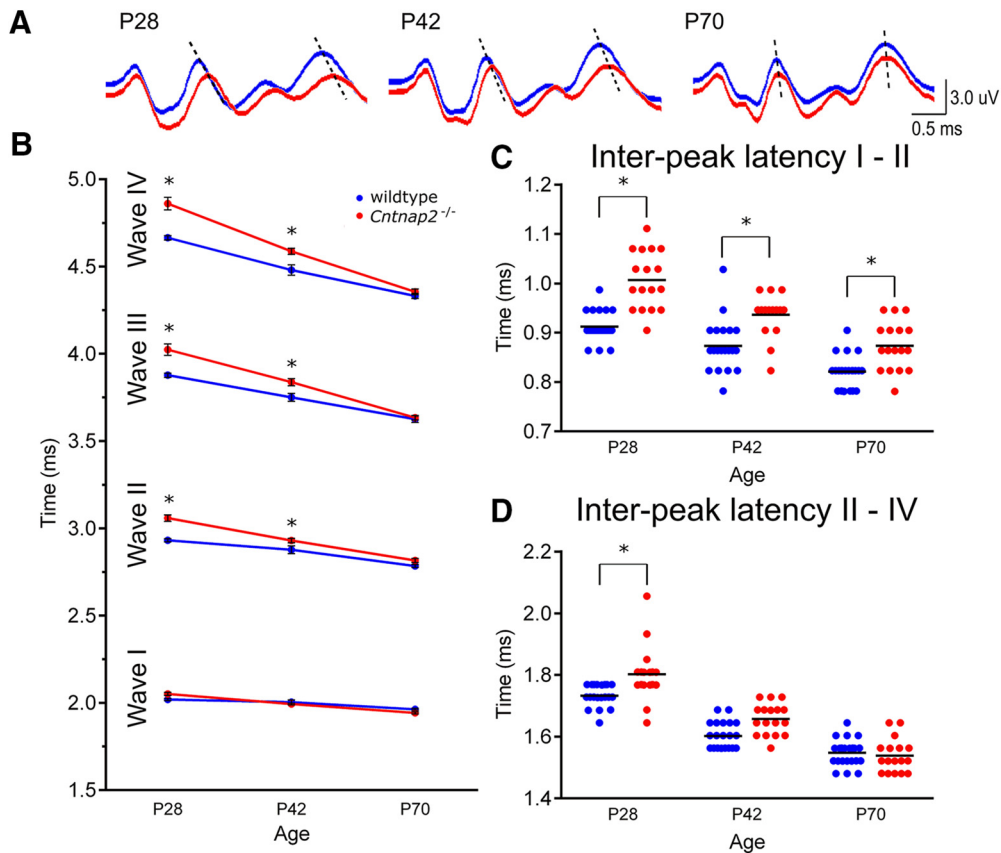 A
P28
P42
P70
3.0 uV
0.5 ms
B
Time (ms)
5.0
4.5
4.0
3.5
3.0
2.5
2.0
1.5
Wave IV
Wave III
Wave II
Wave I
*
*
*
*
*
*
wildtype
Cntnap2 -/-
P28
P42
P70
Age
C
Inter-peak latency I - II
Time (ms)
1.2
1.1
1.0
0.9
0.8
0.7
*
*
*
P28
P42
P70
Age
D
Inter-peak latency II - IV
Time (ms)
2.2
2.0
1.8
1.6
1.4
*
P28
P42
P70
Age